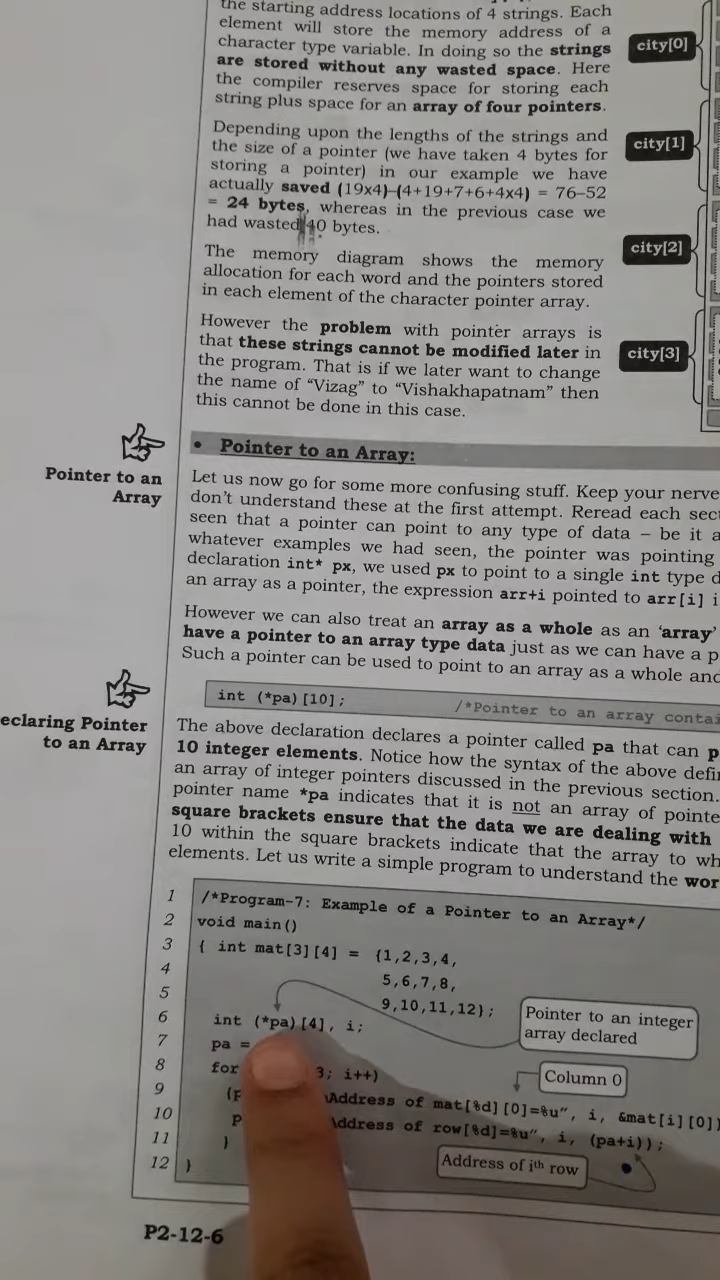 the starting address locations of 4 strings. Each
element will store the memory address of a
character type variable. In doing so the strings
are stored without any wasted space. Here
the compiler reserves space for storing each
string plus space for an array of four pointers.
city[0]
Depending upon the lengths of the strings and
the size of a pointer (we have taken 4 bytes for
storing a pointer) in our example we have
actually saved (19x4)–(4+19+7+6+4x4) = 76–52
= 24 bytes, whereas in the previous case we
had wasted 40 bytes.
city[1]
The memory diagram shows the memory
allocation for each word and the pointers stored
in each element of the character pointer array.
city[2]
However the problem with pointer arrays is
that these strings cannot be modified later in
the program. That is if we later want to change
the name of “Vizag” to “Vishakhapatnam” then
this cannot be done in this case.
city[3]
• Pointer to an Array:
Pointer to an
Array
Let us now go for some more confusing stuff. Keep your nerve
don’t understand these at the first attempt. Reread each
seen that a pointer can point to any type of data – be it a
whatever examples we had seen, the pointer was pointing
declaration int* px, we used px to point to a single int type
an array as a pointer, the expression arr+i pointed to arr[i]
However we can also treat an array as a whole as an ‘array’
have a pointer to an array type data just as we can have a
Such a pointer can be used to point to an array as a whole and
int (*pa)[10]; /*Pointer to an array
eclaring Pointer
to an Array
The above declaration declares a pointer called pa that can
10 integer elements. Notice how the syntax of the above
an array of integer pointers discussed in the previous section.
pointer name *pa indicates that it is not an array of
square brackets ensure that the data we are dealing with
10 within the square brackets indicate that the array to
elements. Let us write a simple program to understand the
1 /*Program-7: Example of a Pointer to an Array*/
2 void main()
3 { int mat[3][4] = {1,2,3,4,
4 5,6,7,8,
5 9,10,11,12};
6 int (*pa)[4], i;
Pointer to an integer
array declared
7 pa =
8 for 3; i++)
Column 0
9 Address of mat[%d][0]=%u”, i, &mat[i][0])
10 ddress of row[%d]=%u”, i, (pa+i));
11 }
Address of iᵗʰ row
12 }
P2-12-6